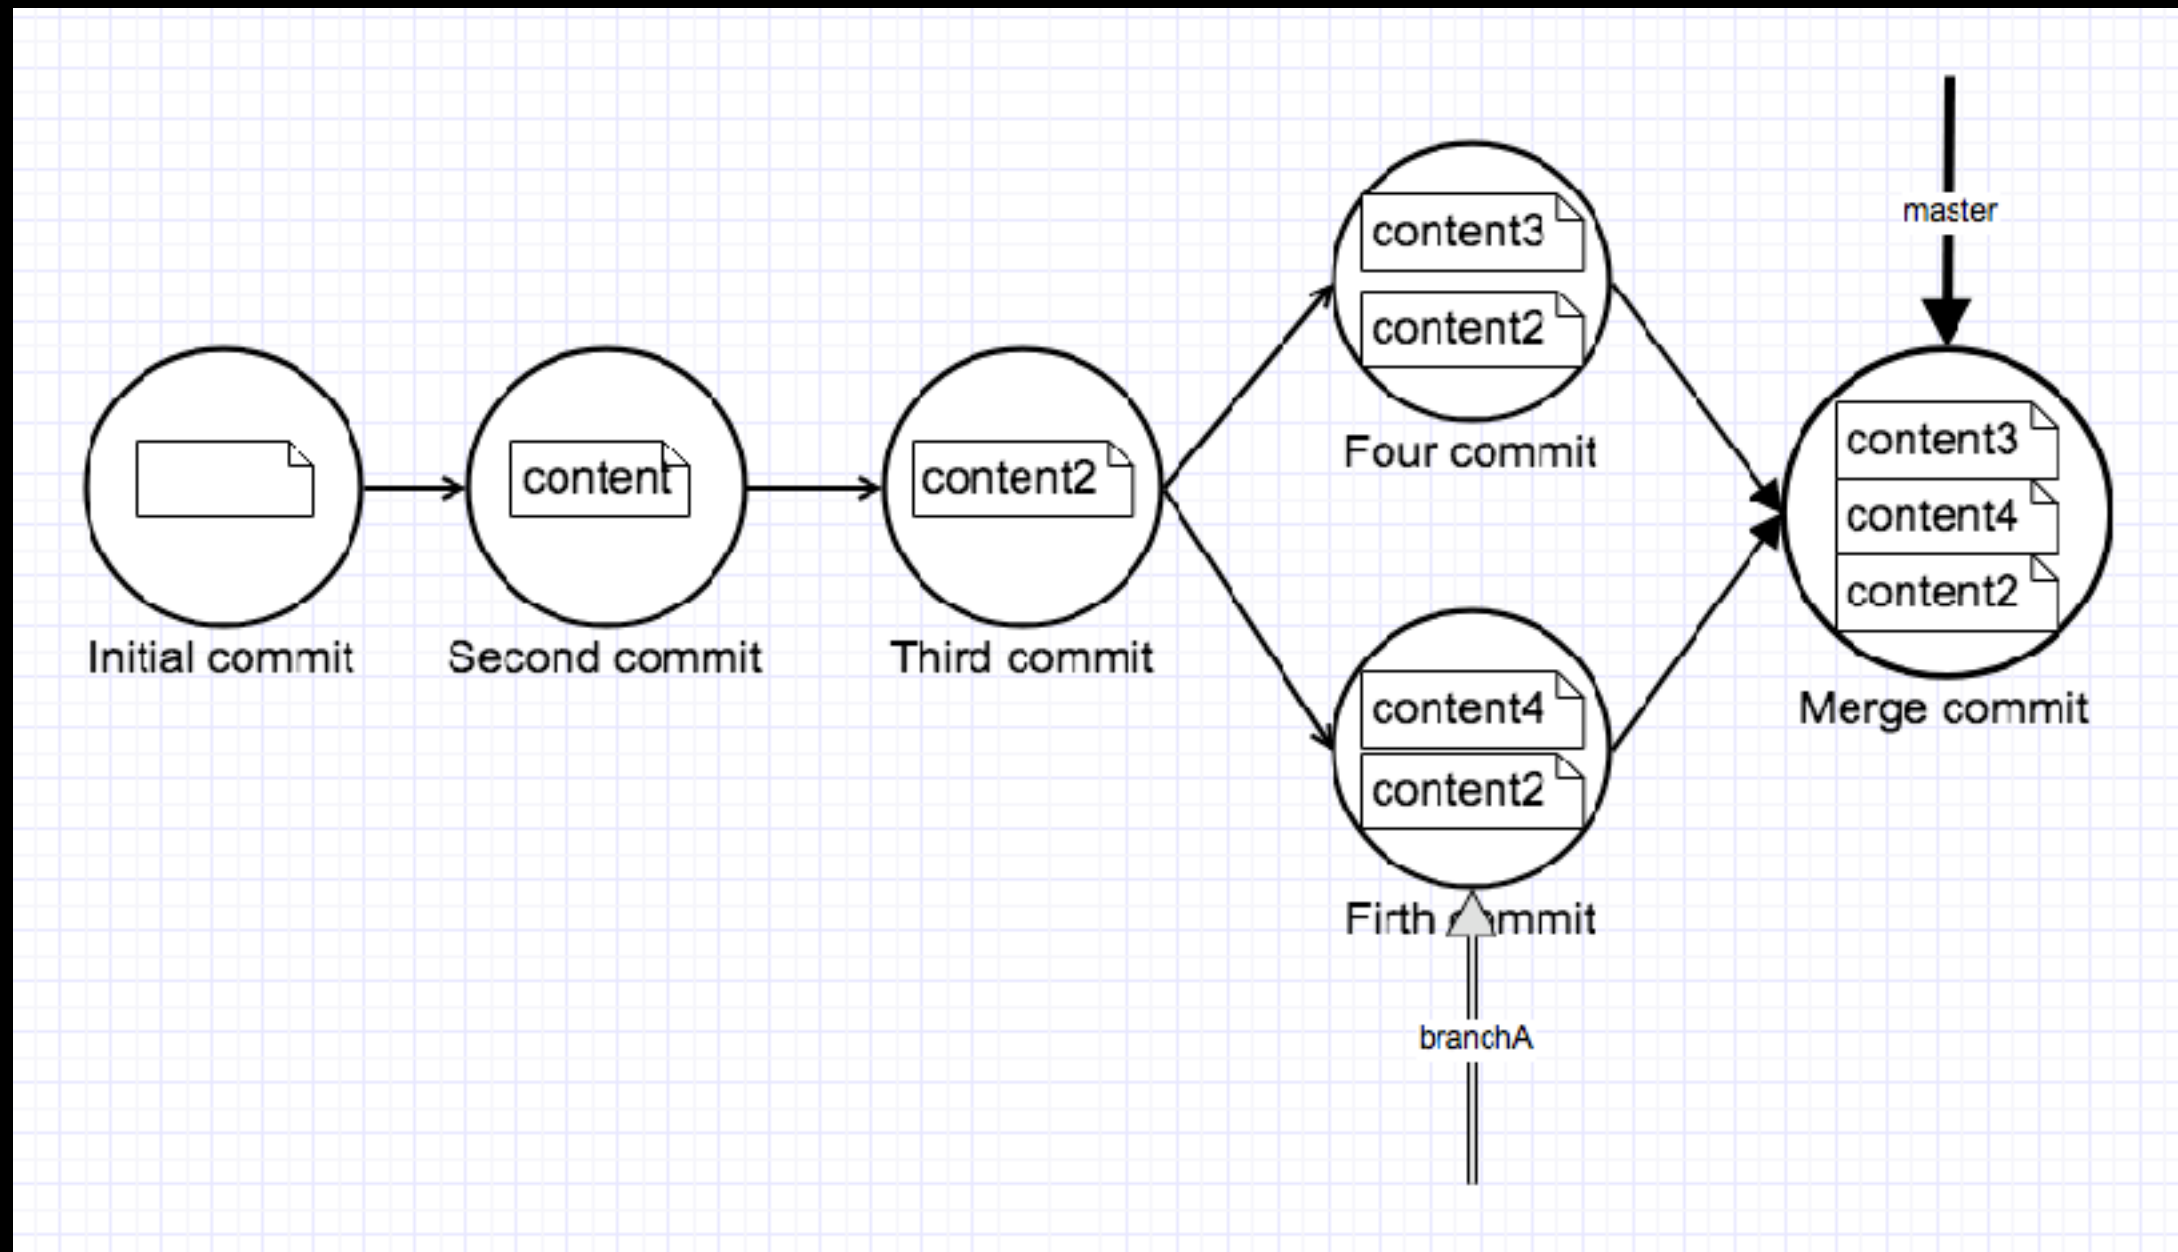 content3
content2
Four commit
master
content
content2
Initial commit
Second commit
Third commit
content3
content4
content2
Merge commit
content4
content2
Firth mmit
branchA